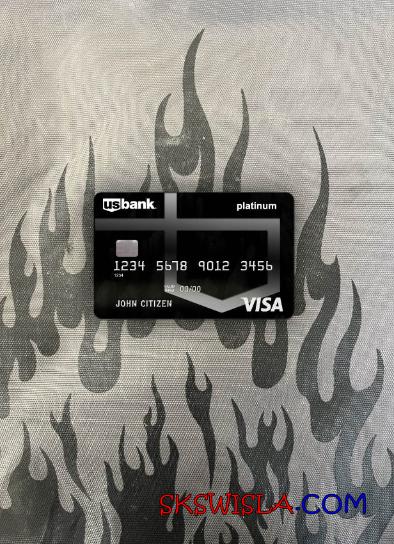 usbank platinum
1234 5678 9012 3456
1234
00/00
JOHN CITIZEN
VISA
SKSWISLA.COM